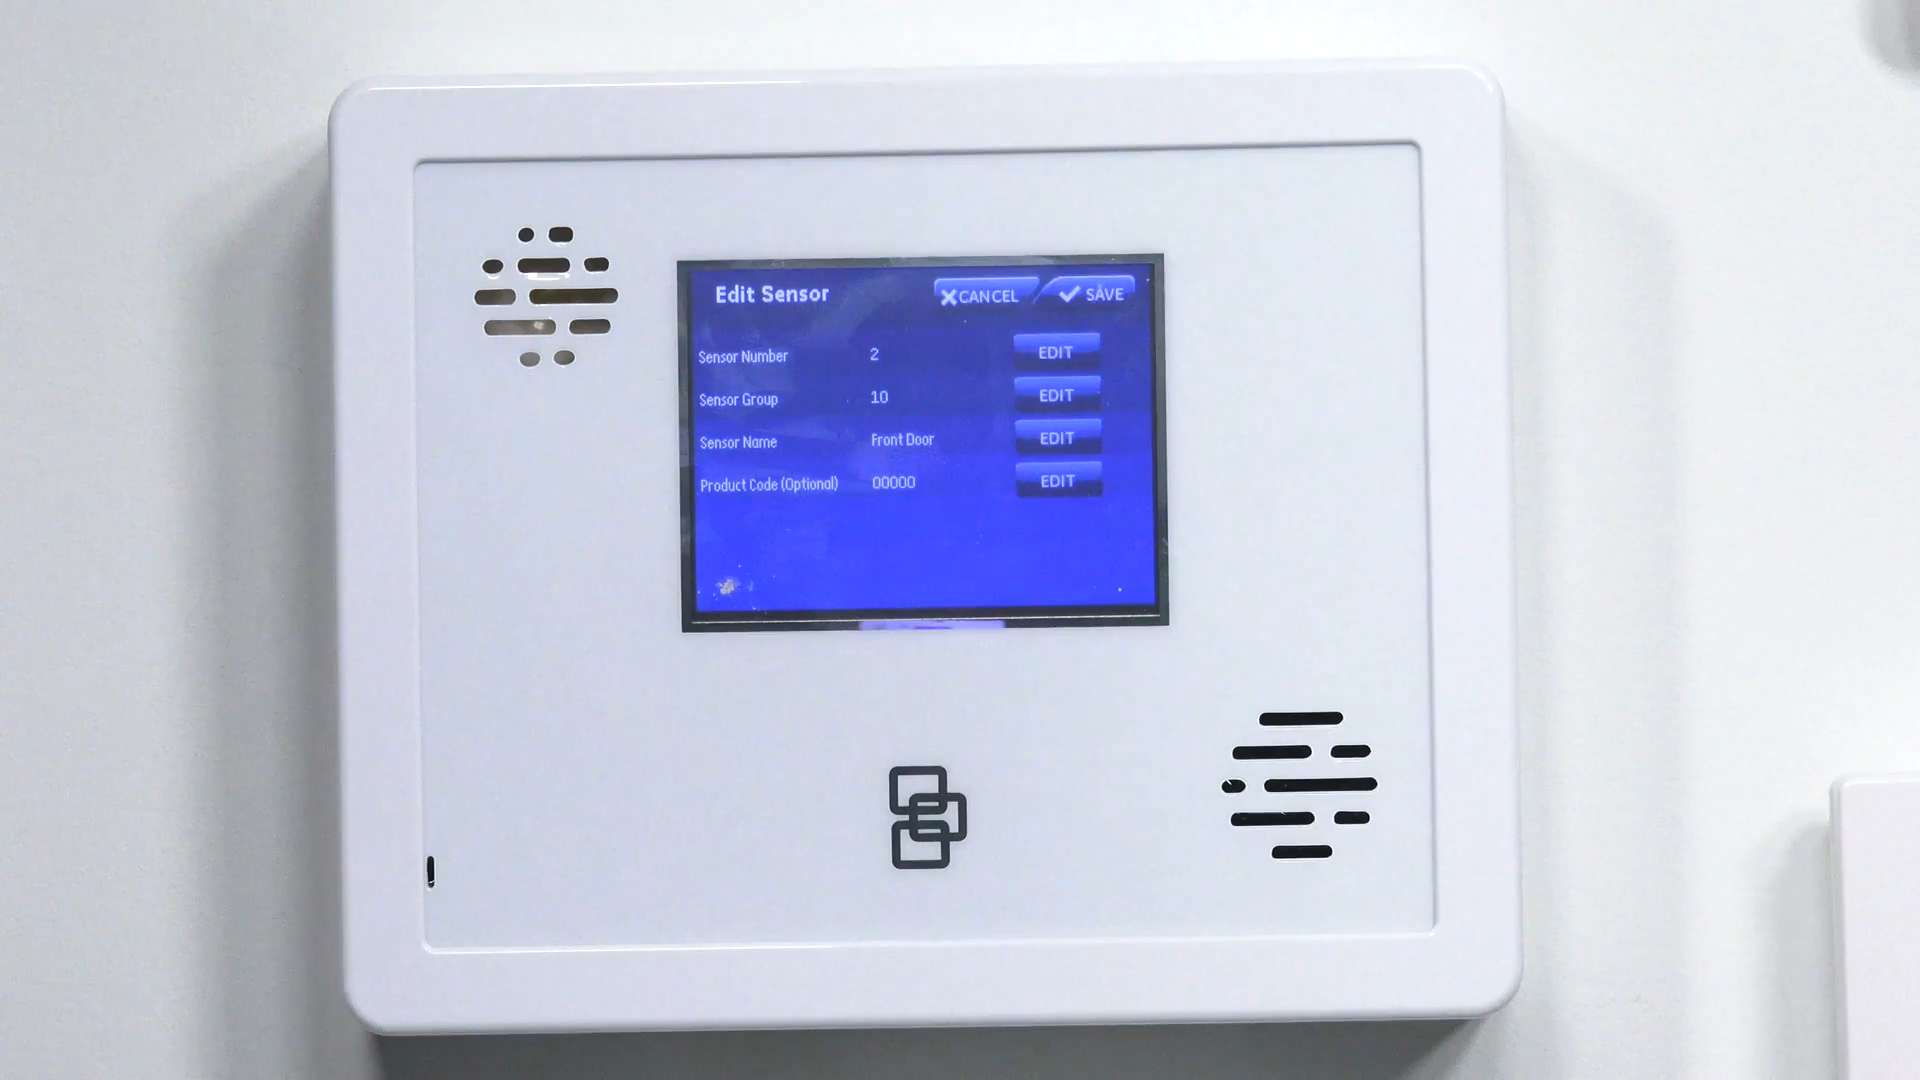 Edit Sensor CANCEL SAVE
Sensor Number 2 EDIT
Sensor Group 10 EDIT
Sensor Name Front Door EDIT
Product Code (Optional) 00000 EDIT